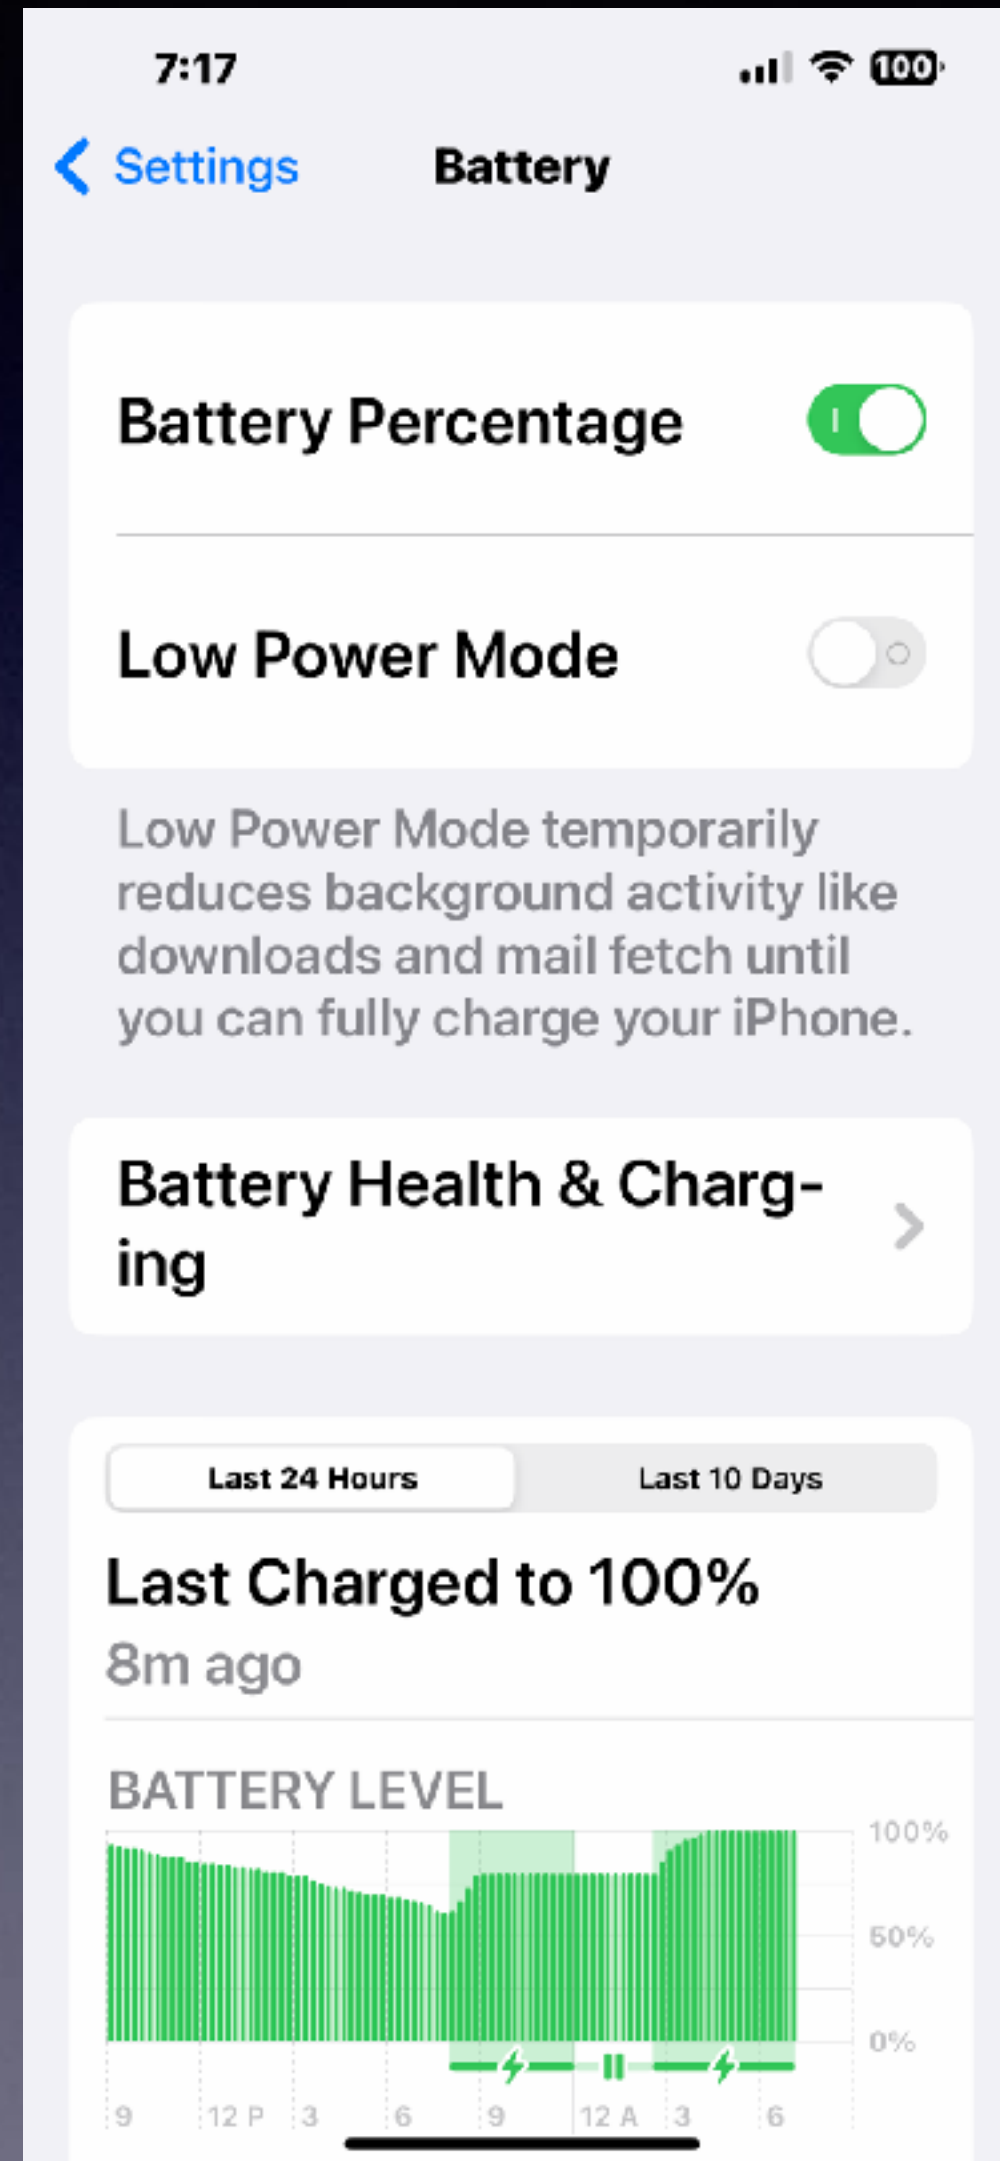 7:17
100
Settings
Battery
Battery Percentage
Low Power Mode
Low Power Mode temporarily
reduces background activity like
downloads and mail fetch until
you can fully charge your iPhone.
Battery Health & Charg-
ing
Last 24 Hours
Last 10 Days
Last Charged to 100%
8m ago
BATTERY LEVEL
100%
50%
0%
9 12 P 3 6 9 12 A 3 6